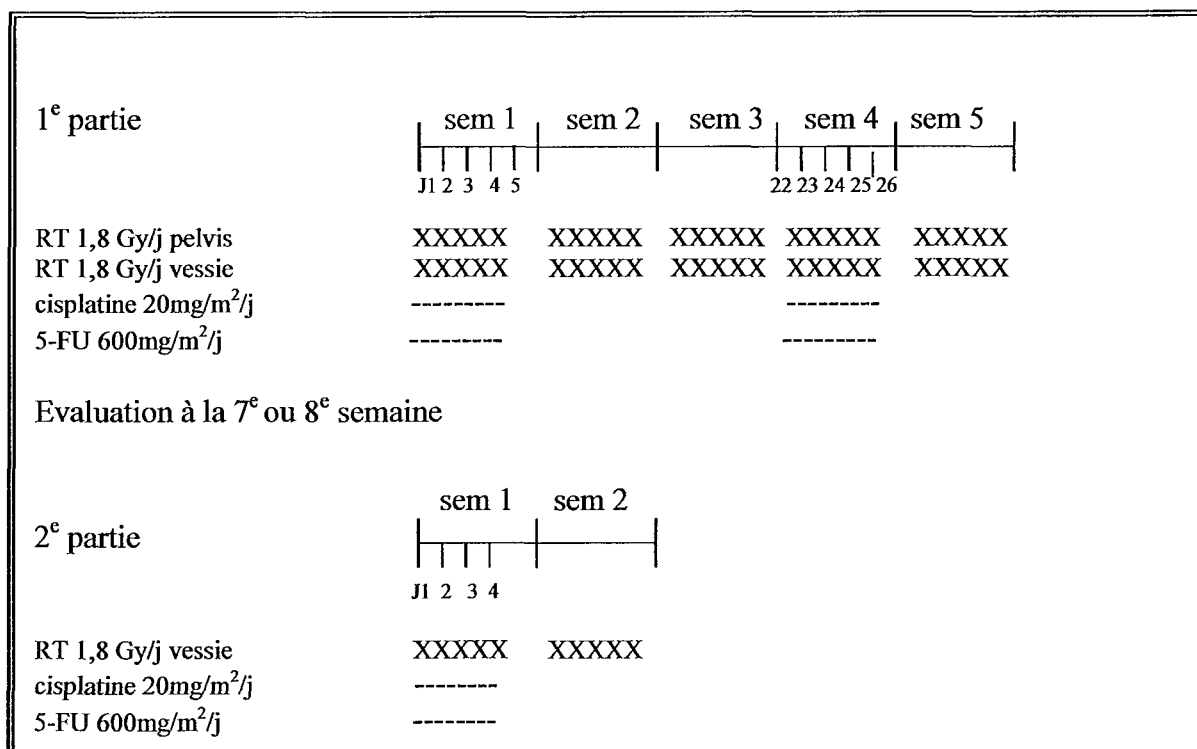 1e partie sem 1 sem 2 sem 3 sem 4 sem 5
J1 2 3 4 5 22 23 24 25 26
RT 1,8 Gy/j pelvis XXXXX XXXXX XXXXX XXXXX XXXXX
RT 1,8 Gy/j vessie XXXXX XXXXX XXXXX XXXXX XXXXX
cisplatine 20mg/m²/j --------- ---------
5-FU 600mg/m²/j --------- ---------
Evaluation à la 7e ou 8e semaine
sem 1 sem 2
2e partie
J1 2 3 4
RT 1,8 Gy/j vessie XXXXX XXXXX
cisplatine 20mg/m²/j --------
5-FU 600mg/m²/j --------